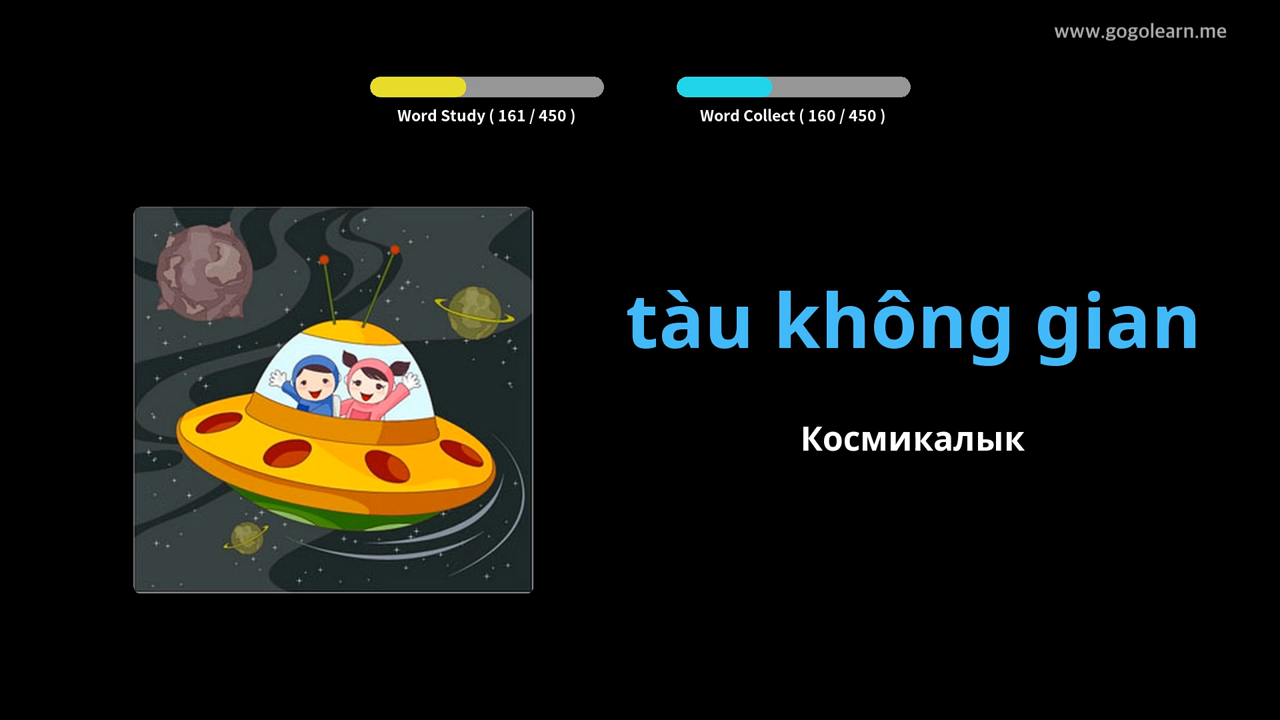 www.gogolearn.me
Word Study ( 161 / 450 )
Word Collect ( 160 / 450 )
tàu không gian
Космикалык